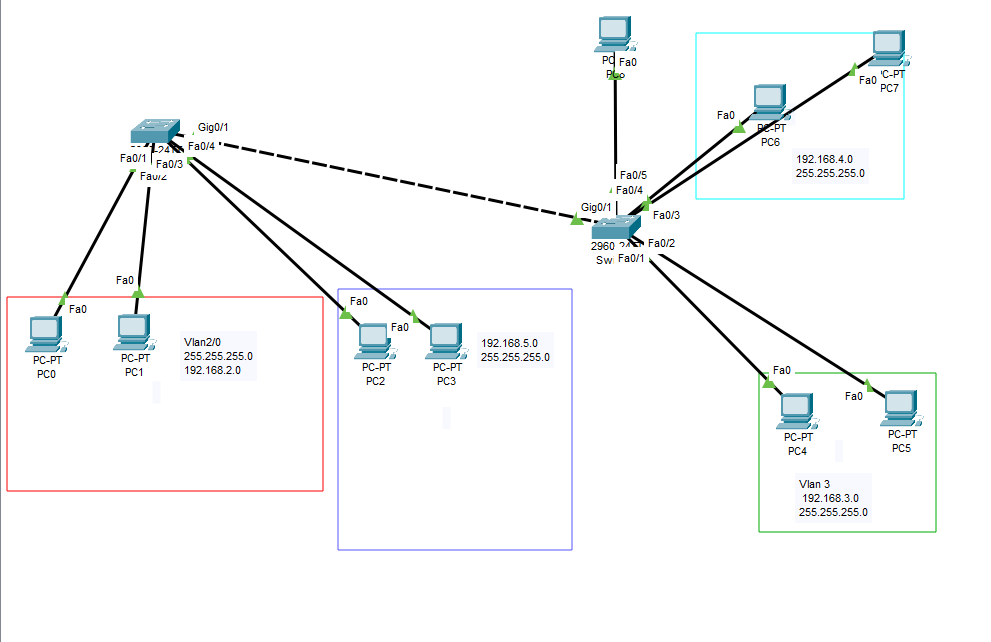 Fa0
Fa0
PC-PT
PC7
Fa0
PC-PT
PC6
192.168.4.0
255.255.255.0
Gig0/1
Fa0/4
Fa0/1
Fa0/3
Fa0/2
Fa0/5
Fa0/4
Gig0/1
Fa0/3
Fa0/2
2960
Fa0/1
Fa0
Fa0
PC-PT
PC0
PC-PT
PC1
Vlan2/0
255.255.255.0
192.168.2.0
Fa0
Fa0
PC-PT
PC2
PC-PT
PC3
192.168.5.0
255.255.255.0
Fa0
Fa0
PC-PT
PC4
PC-PT
PC5
Vlan 3
192.168.3.0
255.255.255.0